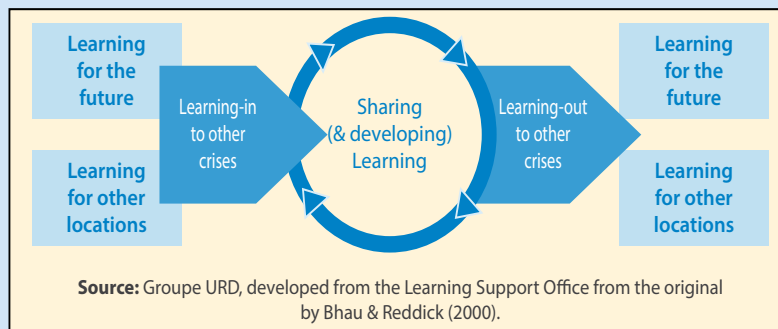 Learning
for the
future
Learning
for other
locations
Learning-in
to other
crises
Sharing
(& developing)
Learning
Learning-out
to other
crises
Learning
for the
future
Learning
for other
locations
Source: Groupe URD, developed from the Learning Support Office from the original
by Bhau & Reddick (2000).